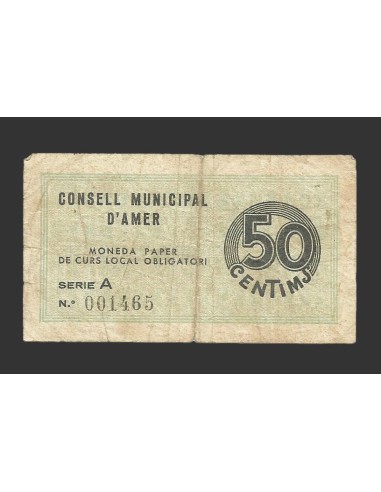 CONSELL MUNICIPAL
D'AMER
MONEDA PAPER
DE CURS LOCAL OBLIGATORI
SERIE A
N.º 001465
50
CENTIMS